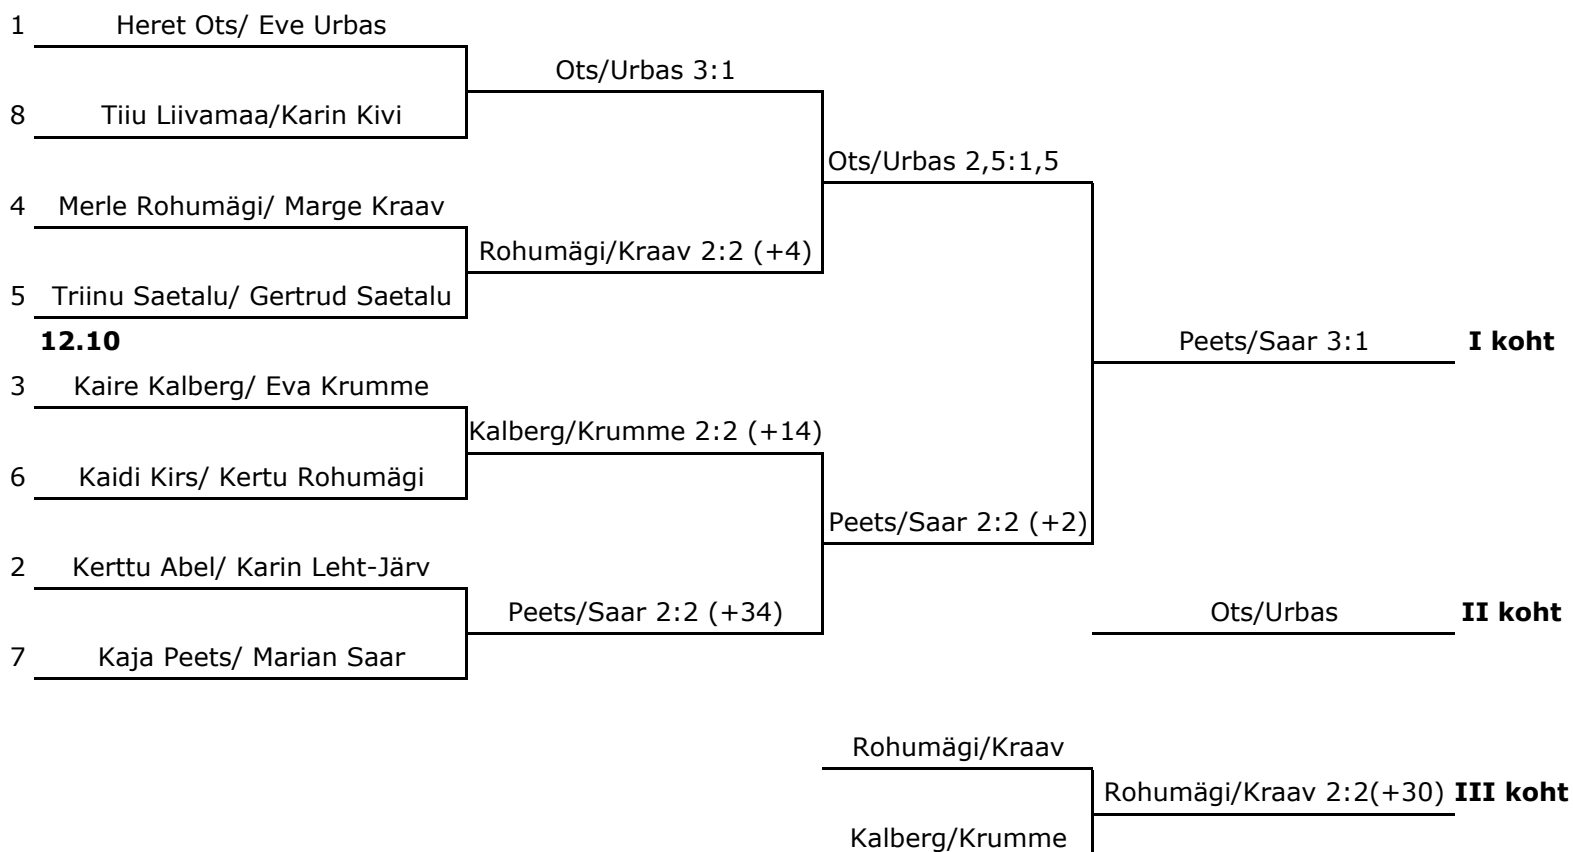 1 Heret Ots/ Eve Urbas
Ots/Urbas 3:1
8 Tiiu Liivamaa/Karin Kivi
Ots/Urbas 2,5:1,5
4 Merle Rohumägi/ Marge Kraav
Rohumägi/Kraav 2:2 (+4)
5 Triinu Saetalu/ Gertrud Saetalu
12.10 Peets/Saar 3:1 I koht
3 Kaire Kalberg/ Eva Krumme
Kalberg/Krumme 2:2 (+14)
6 Kaidi Kirs/ Kertu Rohumägi
Peets/Saar 2:2 (+2)
2 Kerttu Abel/ Karin Leht-Järv
Peets/Saar 2:2 (+34) Ots/Urbas II koht
7 Kaja Peets/ Marian Saar
Rohumägi/Kraav
Rohumägi/Kraav 2:2(+30) III koht
Kalberg/Krumme